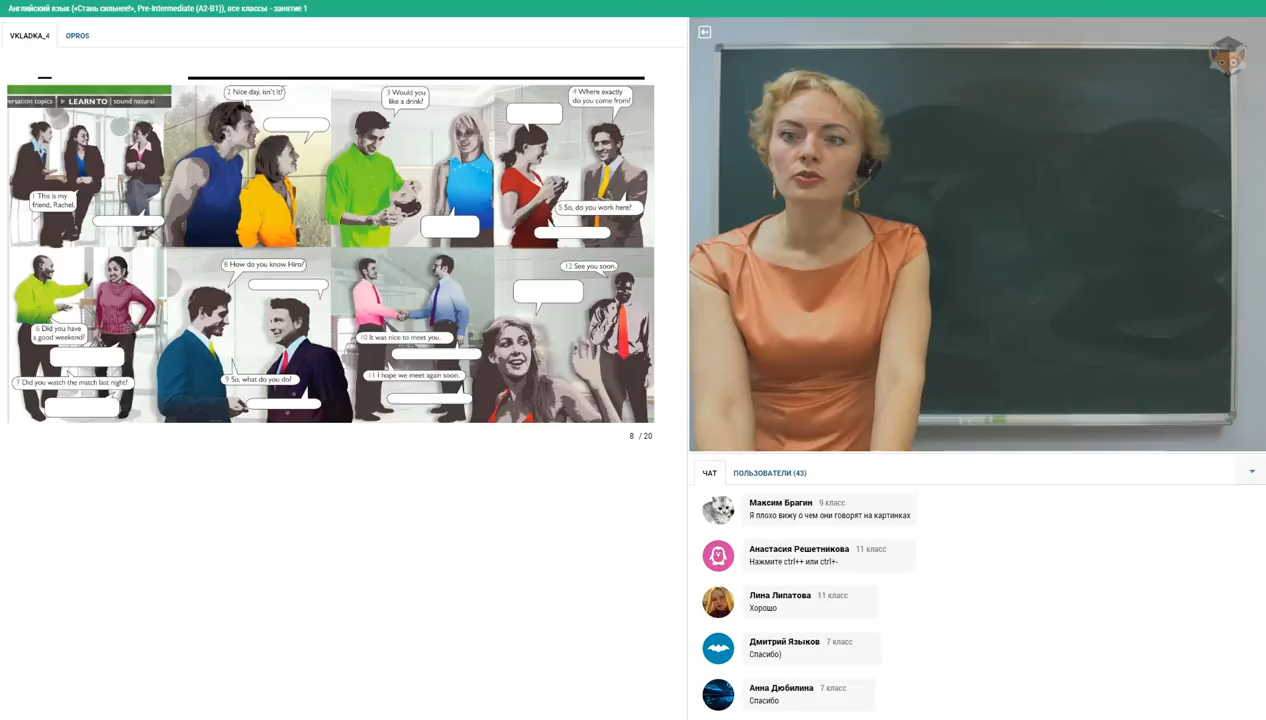 Английский язык («Стань сильнее!», Pre-Intermediate (A2-B1)), все классы - занятие 1
VKLADKA_4
OPROS
versation topics
▶ LEARN TO | sound natural
1 This is my
friend, Rachel.
2 Nice day, isn't it?
3 Would you
like a drink?
4 Where exactly
do you come from?
5 So, do you work here?
6 Did you have
a good weekend?
7 Did you watch the match last night?
8 How do you know Hiro?
9 So, what do you do?
10 It was nice to meet you.
11 I hope we meet again soon.
12 See you soon.
8 / 20
ЧАТ
ПОЛЬЗОВАТЕЛИ (43)
Максим Брагин 9 класс
Я плохо вижу о чем они говорят на картинках
Анастасия Решетникова 11 класс
Нажмите ctrl++ или ctrl+-
Лина Липатова 11 класс
Хорошо
Дмитрий Языков 7 класс
Спасибо)
Анна Дюбилина 7 класс
Спасибо